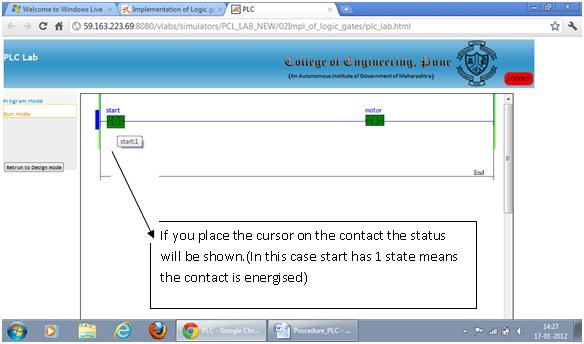 Welcome to Windows Live
Implementation of Logic g
PLC
59.163.223.69:8080/vlabs/simulators/PCL_LAB_NEW/02Impl_of_logic_gates/plc_lab.html
PLC Lab
College of Engineering, Pune
(An Autonomous Institute of Government of Maharashtra)
LOGOUT
Program Mode
Run Mode
Retrun to Design Mode
start
motor
start:1
End
If you place the cursor on the contact the status
will be shown.(In this case start has 1 state means
the contact is energised)
PLC - Google Chr...
Procedure_PLC - ...
14:27
17-01-2012